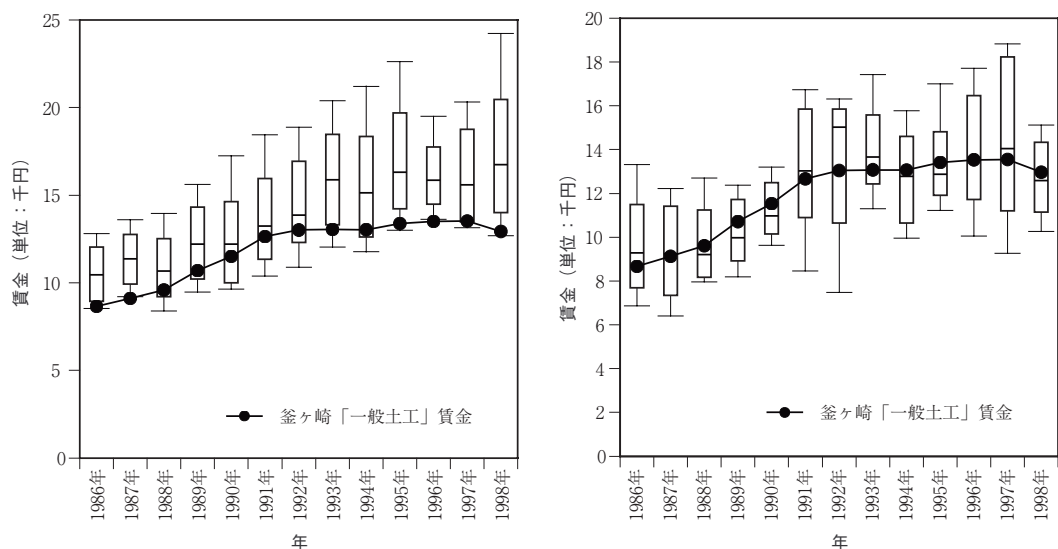 25
20
15
10
5
0
賃金（単位：千円）
釜ヶ崎「一般土工」賃金
1986年
1987年
1988年
1989年
1990年
1991年
1992年
1993年
1994年
1995年
1996年
1997年
1998年
年
20
18
16
14
12
10
8
6
4
2
0
賃金（単位：千円）
釜ヶ崎「一般土工」賃金
1986年
1987年
1988年
1989年
1990年
1991年
1992年
1993年
1994年
1995年
1996年
1997年
1998年
年